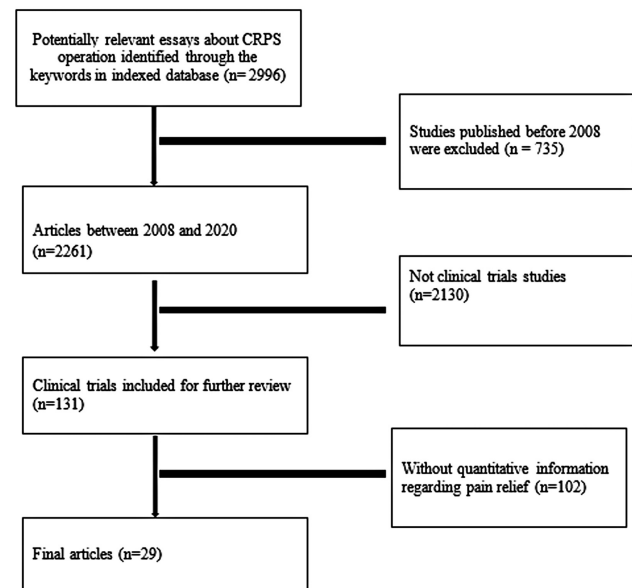 Potentially relevant essays about CRPS
operation identified through the
keywords in indexed database (n= 2996)
Studies published before 2008
were excluded (n = 735)
Articles between 2008 and 2020
(n=2261)
Not clinical trials studies
(n=2130)
Clinical trials included for further review
(n=131)
Without quantitative information
regarding pain relief (n=102)
Final articles (n=29)